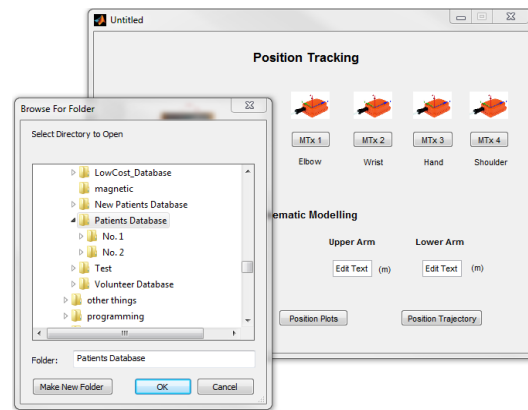 Untitled
Position Tracking
MTx 1 MTx 2 MTx 3 MTx 4
Elbow Wrist Hand Shoulder
ematic Modelling
Upper Arm Lower Arm
Edit Text (m) Edit Text (m)
Position Plots Position Trajectory
Browse For Folder
Select Directory to Open
LowCost_Database
magnetic
New Patients Database
Patients Database
No. 1
No. 2
Test
Volunteer Database
other things
programming
Folder: Patients Database
Make New Folder OK Cancel